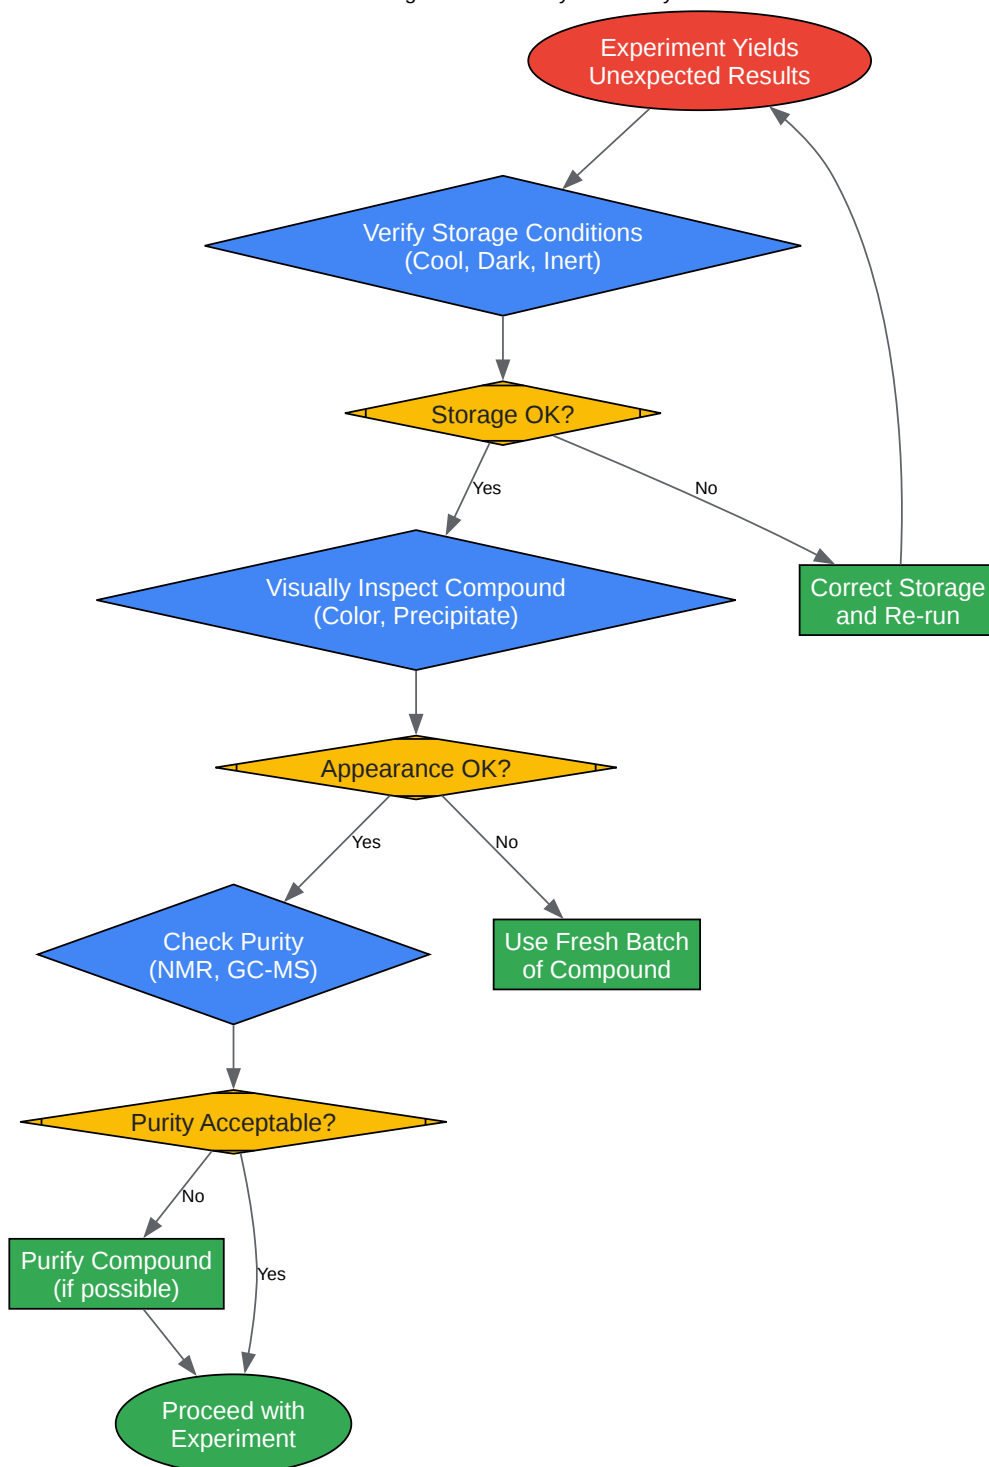 Experiment Yields
Unexpected Results
Verify Storage Conditions
(Cool, Dark, Inert)
Storage OK?
Yes
No
Visually Inspect Compound
(Color, Precipitate)
Correct Storage
and Re-run
Appearance OK?
Yes
No
Check Purity
(NMR, GC-MS)
Use Fresh Batch
of Compound
Purity Acceptable?
No
Purify Compound
(if possible)
Yes
Proceed with
Experiment